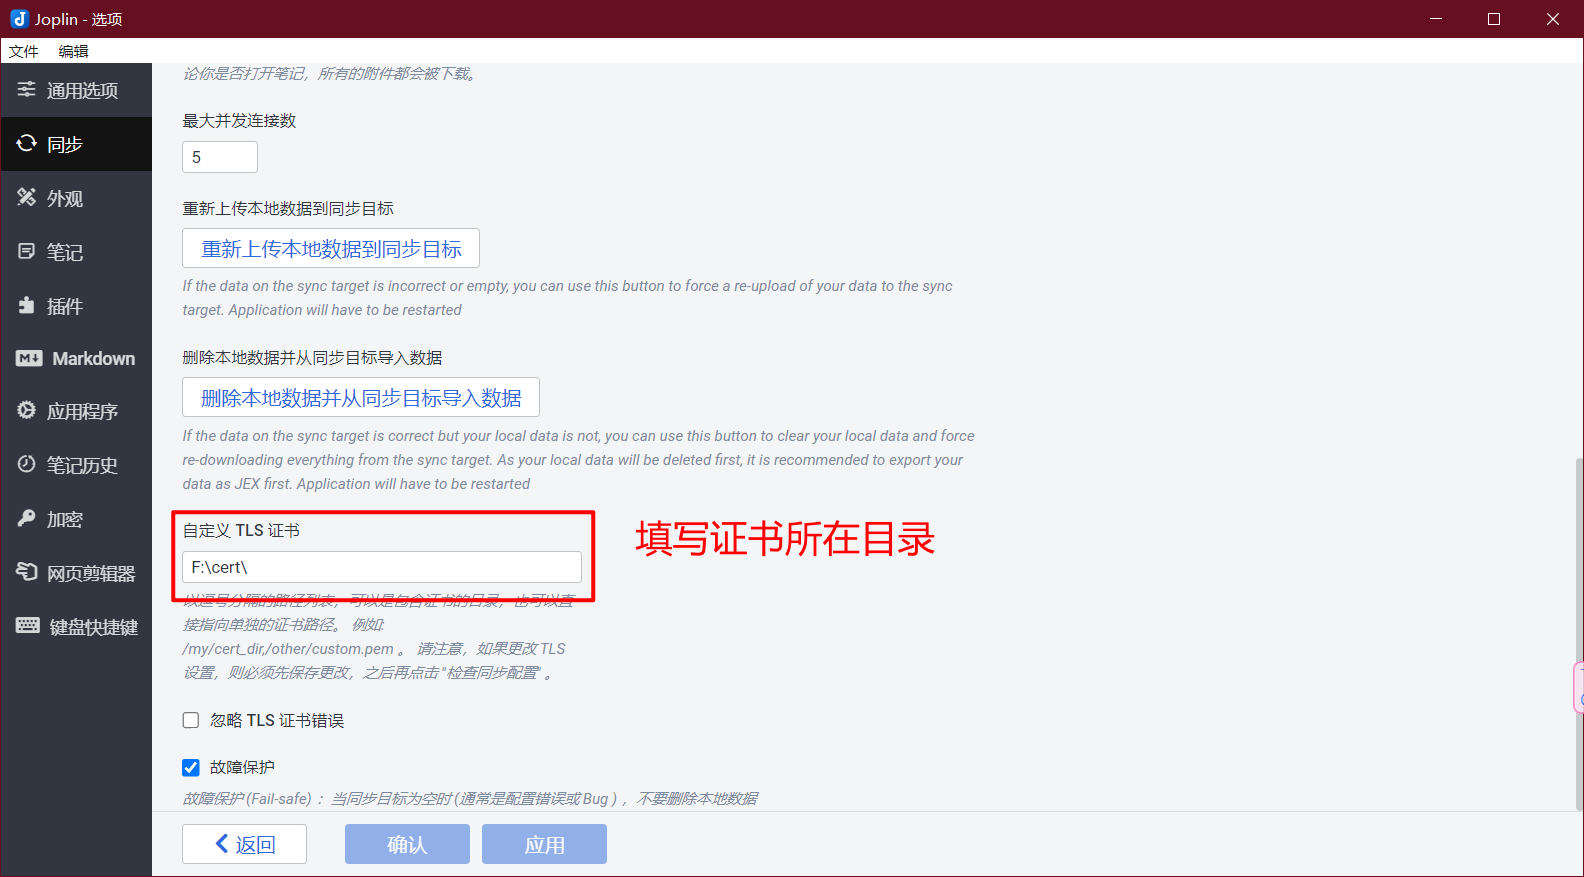 Joplin - 选项
文件 编辑
通用选项
同步
外观
笔记
插件
Markdown
应用程序
笔记历史
加密
网页剪辑器
键盘快捷键
论你是否打开笔记，所有的附件都会被下载。
最大并发连接数
5
重新上传本地数据到同步目标
重新上传本地数据到同步目标
If the data on the sync target is incorrect or empty, you can use this button to force a re-upload of your data to the sync
target. Application will have to be restarted
删除本地数据并从同步目标导入数据
删除本地数据并从同步目标导入数据
If the data on the sync target is correct but your local data is not, you can use this button to clear your local data and force
re-downloading everything from the sync target. As your local data will be deleted first, it is recommended to export your
data as JEX first. Application will have to be restarted
自定义 TLS 证书
填写证书所在目录
F:\cert\
以逗号分隔的路径列表，可以是包含证书的目录，也可以直
接指向单独的证书路径。 例如:
/my/cert_dir,/other/custom.pem 。 请注意，如果更改 TLS
设置，则必须先保存更改，之后再点击"检查同步配置" 。
忽略 TLS 证书错误
故障保护
故障保护 (Fail-safe) ：当同步目标为空时 (通常是配置错误或 Bug ) ，不要删除本地数据
返回 确认 应用